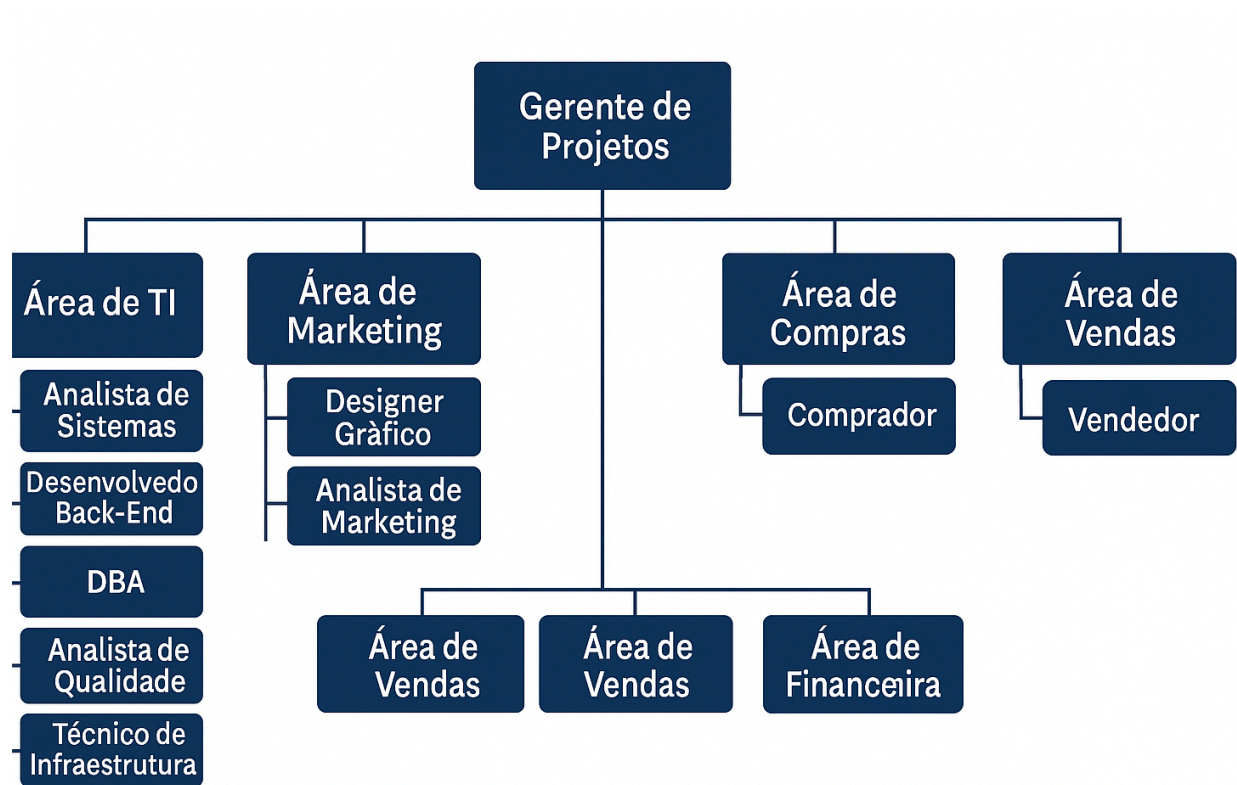 Gerente de
Projetos
Área de TI
Área de
Marketing
Área de
Compras
Área de
Vendas
Analista de
Sistemas
Desenvolvedo
Back-End
DBA
Analista de
Qualidade
Técnico de
Infraestrutura
Designer
Gràfico
Analista de
Marketing
Comprador
Vendedor
Área de
Vendas
Área de
Vendas
Área de
Financeira